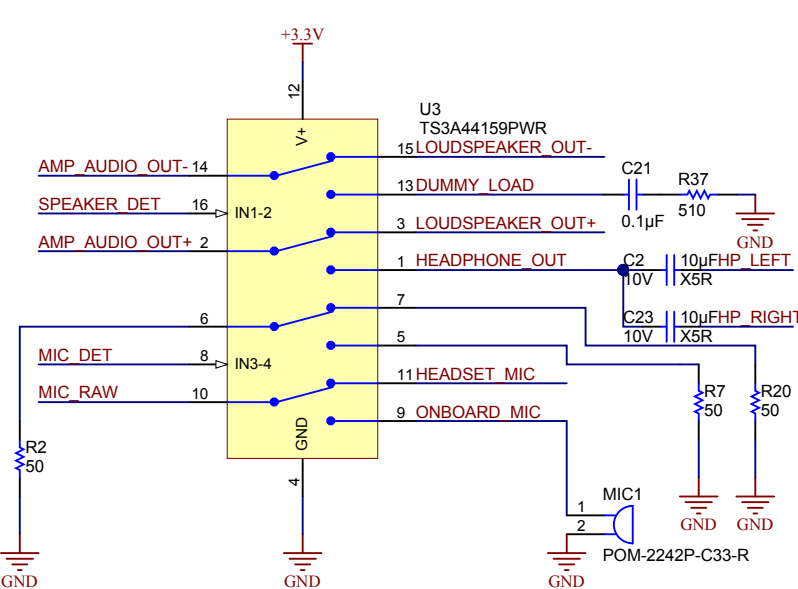 +3.3V
12
U3
TS3A44159PWR
V+
15 LOUDSPEAKER_OUT-
AMP_AUDIO_OUT- 14
C21
R37
13 DUMMY_LOAD
SPEAKER_DET 16
IN1-2
0.1µF
510
3 LOUDSPEAKER_OUT+
AMP_AUDIO_OUT+ 2
GND
1 HEADPHONE_OUT
C2 10µF HP_LEFT
10V X5R
7
6
C23 10µF HP_RIGHT
10V X5R
5
MIC_DET 8
IN3-4
11 HEADSET_MIC
MIC_RAW 10
R7
50
R20
50
9 ONBOARD_MIC
GND
R2
50
4
MIC1
1
2
GND
GND
POM-2242P-C33-R
GND
GND
GND